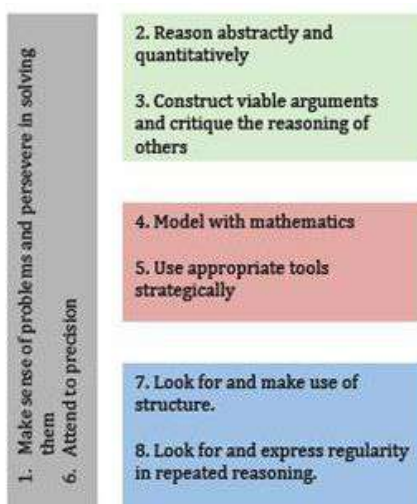 1. Make sense of problems and persevere in solving
them
6. Attend to precision
2. Reason abstractly and
quantitatively
3. Construct viable arguments
and critique the reasoning of
others
4. Model with mathematics
5. Use appropriate tools
strategically
7. Look for and make use of
structure.
8. Look for and express regularity
in repeated reasoning.